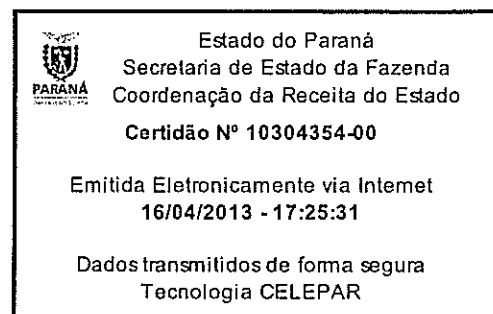 Estado do Paraná
Secretaria de Estado da Fazenda
PARANÁ
Coordenação da Receita do Estado
Certidão Nº 10304354-00
Emitida Eletronicamente via Internet
16/04/2013 - 17:25:31
Dados transmitidos de forma segura
Tecnologia CELEPAR